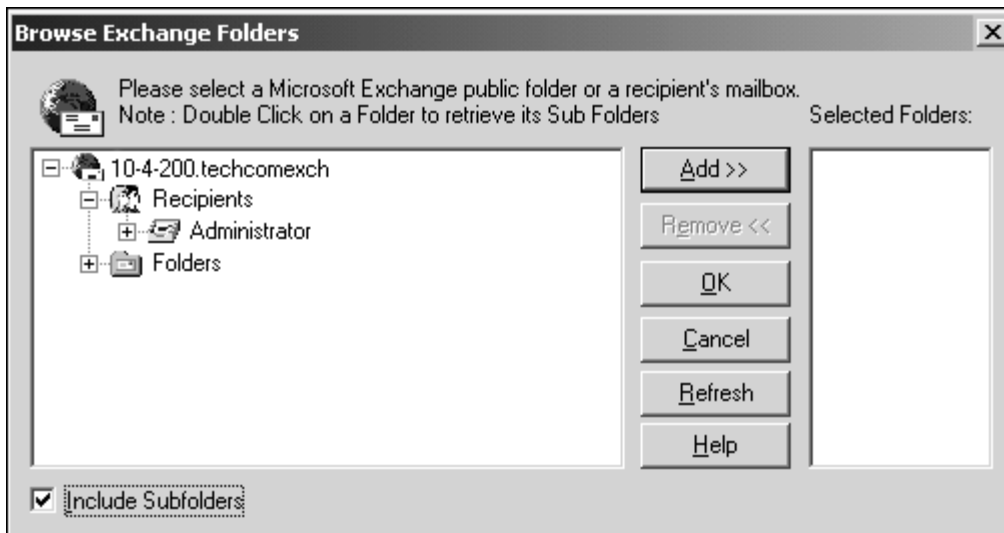 Browse Exchange Folders
Please select a Microsoft Exchange public folder or a recipient's mailbox.
Note : Double Click on a Folder to retrieve its Sub Folders
Selected Folders:
10-4-200.techcomexch
Recipients
Administrator
Folders
Add >>
Remove <<
OK
Cancel
Refresh
Help
Include Subfolders